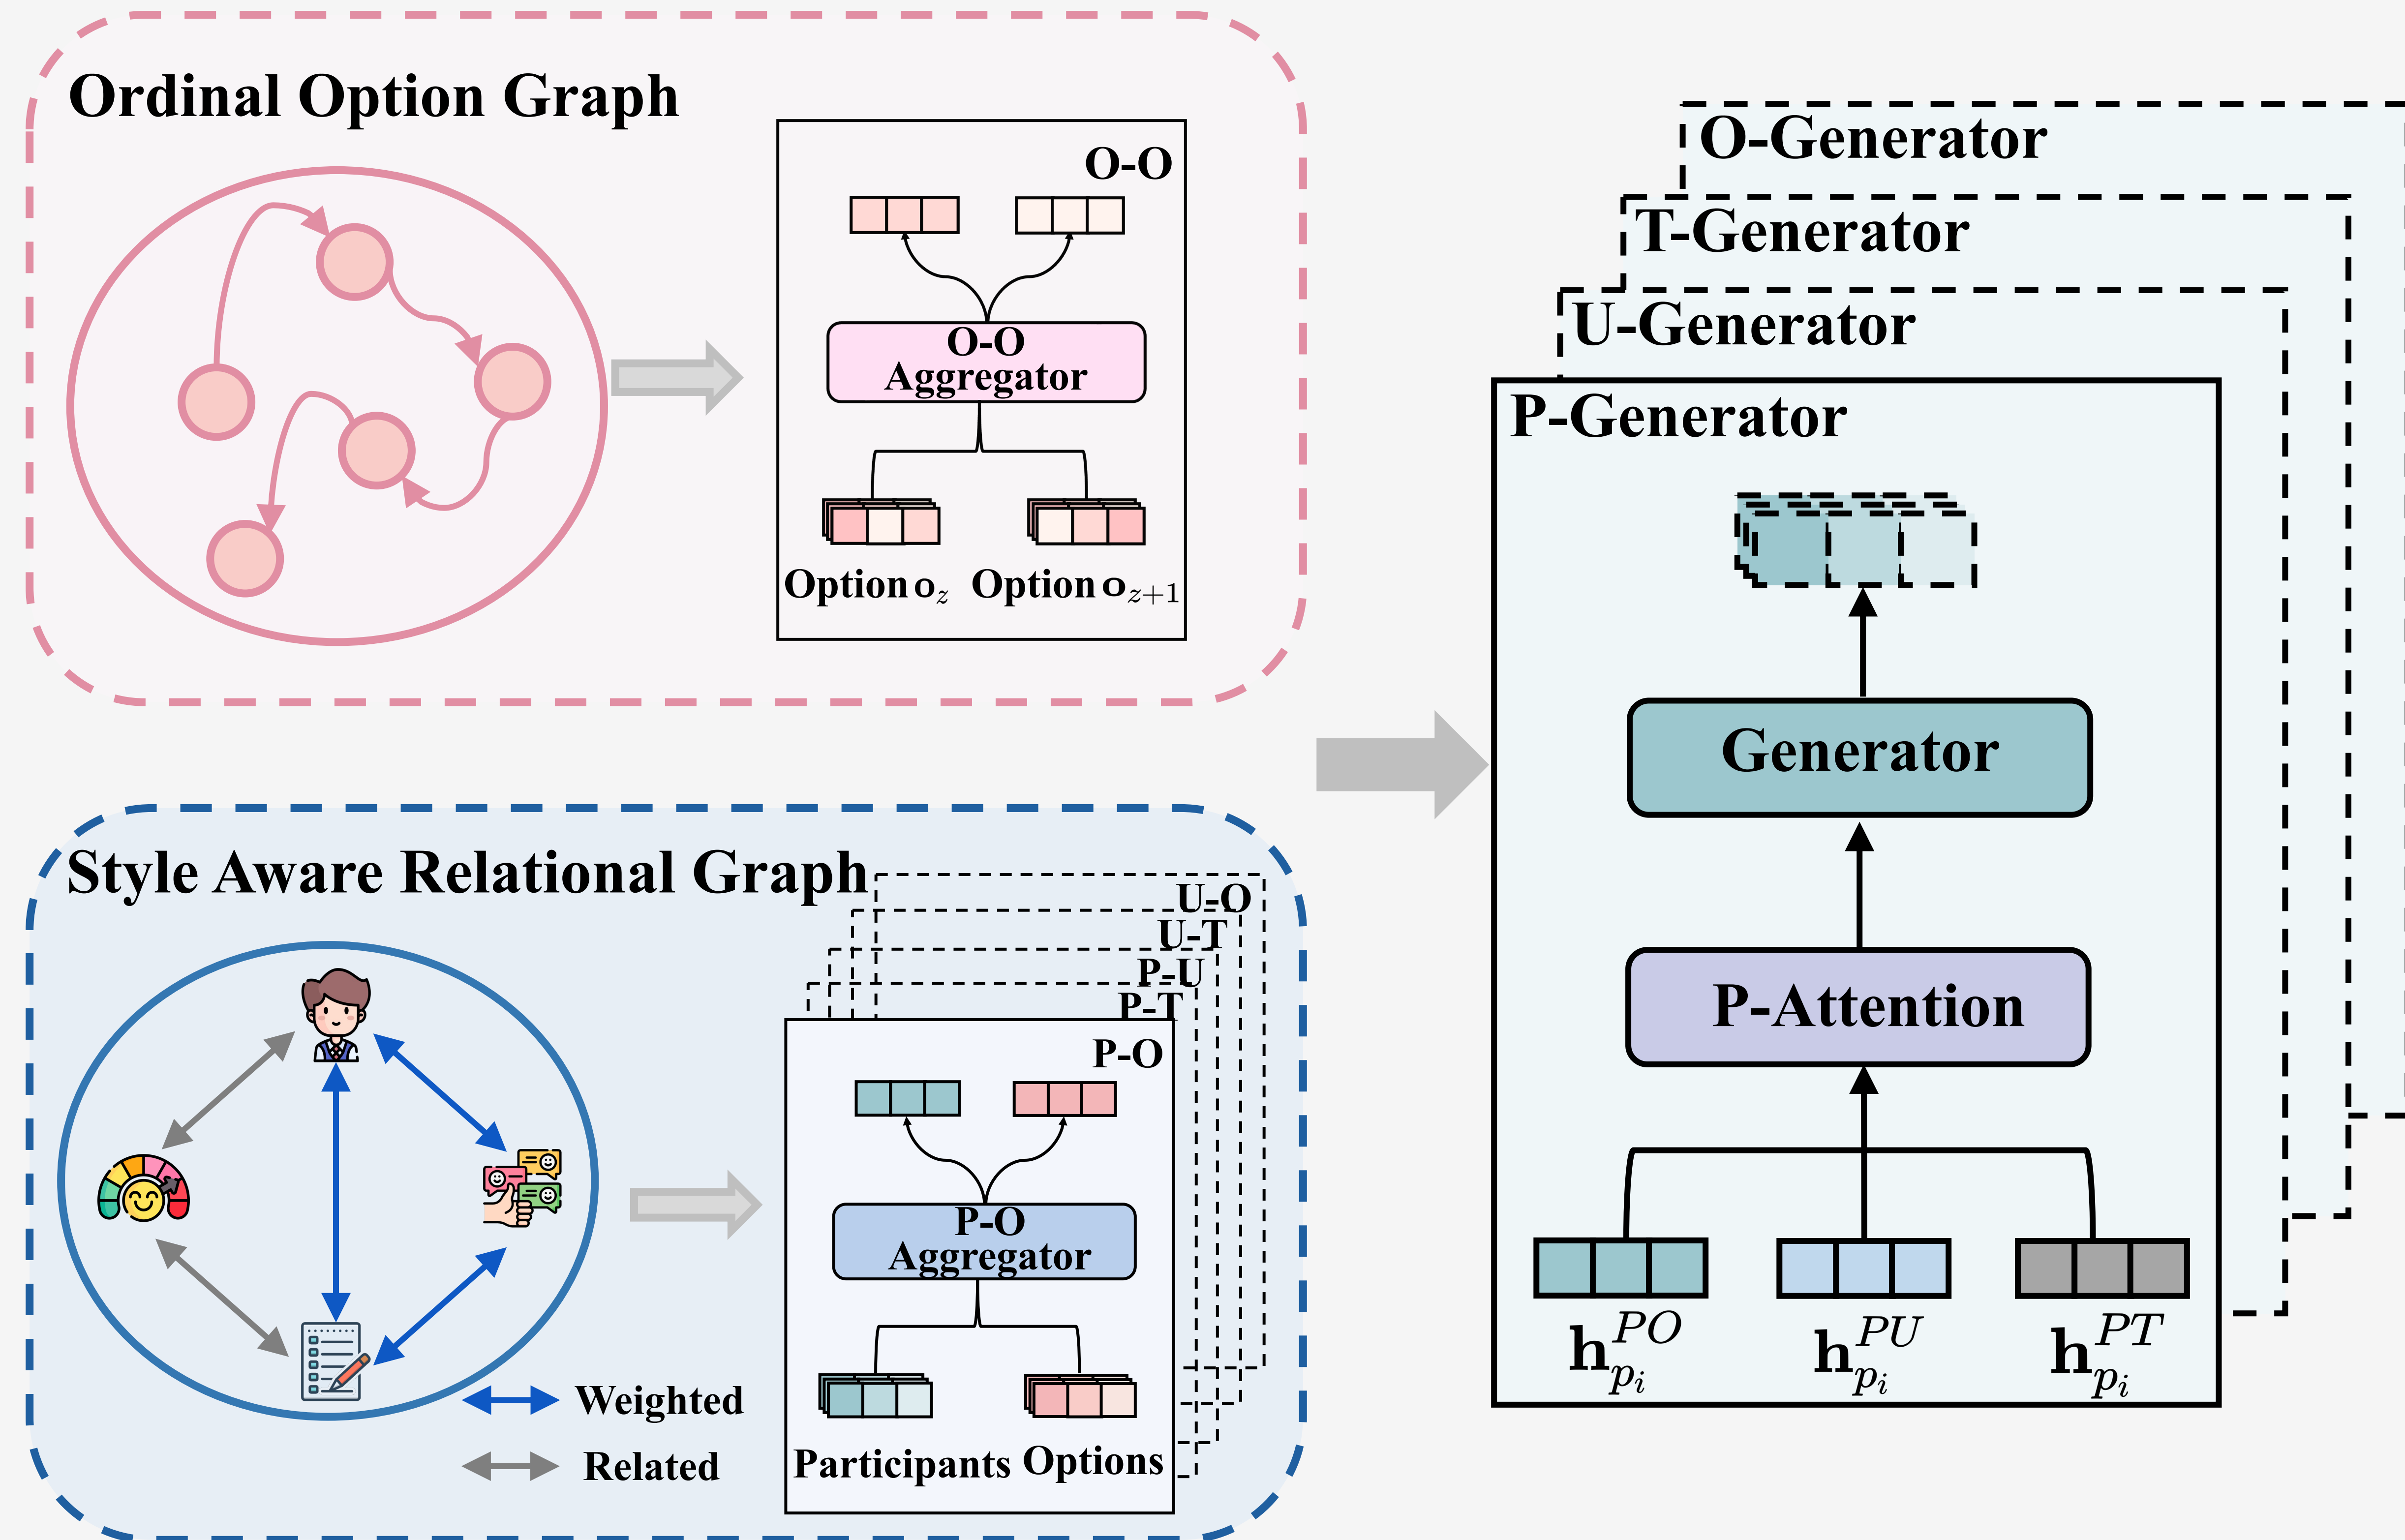 Ordinal Option Graph
O-O
O-O
Aggregator
Option o_z
Option o_{z+1}
Style Aware Relational Graph
U-O
U-T
P-U
P-T
P-O
P-O
Aggregator
Participants
Options
Weighted
Related
O-Generator
T-Generator
U-Generator
P-Generator
Generator
P-Attention
h_{p_i}^{PO}
h_{p_i}^{PU}
h_{p_i}^{PT}